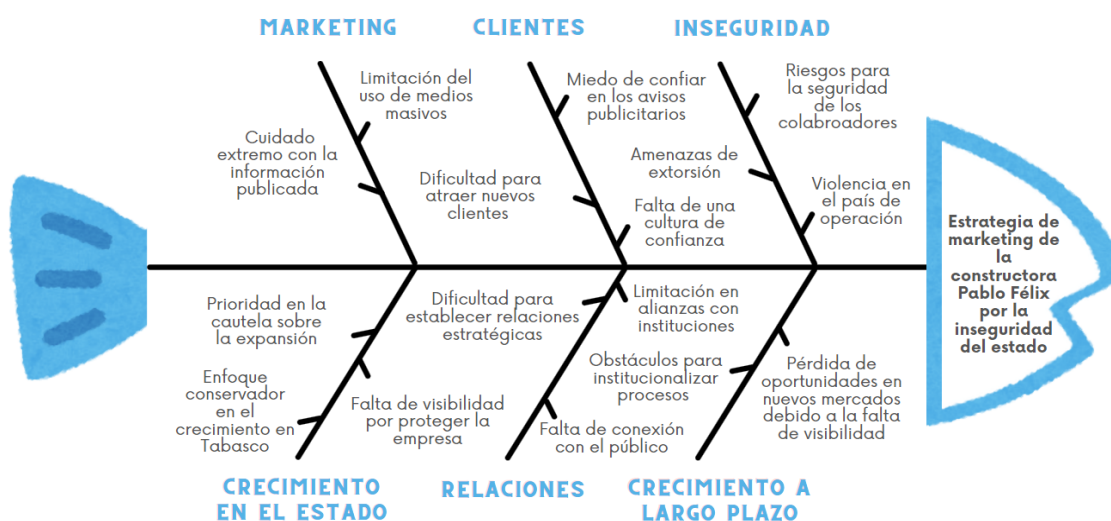 MARKETING
CLIENTES
INSEGURIDAD
Limitación del
uso de medios
masivos
Cuidado
extremo con la
información
publicada
Miedo de confiar
en los avisos
publicitarios
Dificultad para
atraer nuevos
clientes
Riesgos para
la seguridad
de los
colabroadores
Amenazas de
extorsión
Falta de una
cultura de
confianza
Violencia en
el país de
operación
Estrategia de
marketing de
la
constructora
Pablo Félix
por la
inseguridad
del estado
Prioridad en la
cautela sobre
la expansión
Enfoque
conservador
en el
crecimiento en
Tabasco
Falta de visibilidad
por proteger la
empresa
Dificultad para
establecer relaciones
estratégicas
Falta de conexión
con el público
Limitación en
alianzas con
instituciones
Obstáculos para
institucionalizar
procesos
Pérdida de
oportunidades en
nuevos mercados
debido a la falta
de visibilidad
CRECIMIENTO
EN EL ESTADO
RELACIONES
CRECIMIENTO A
LARGO PLAZO